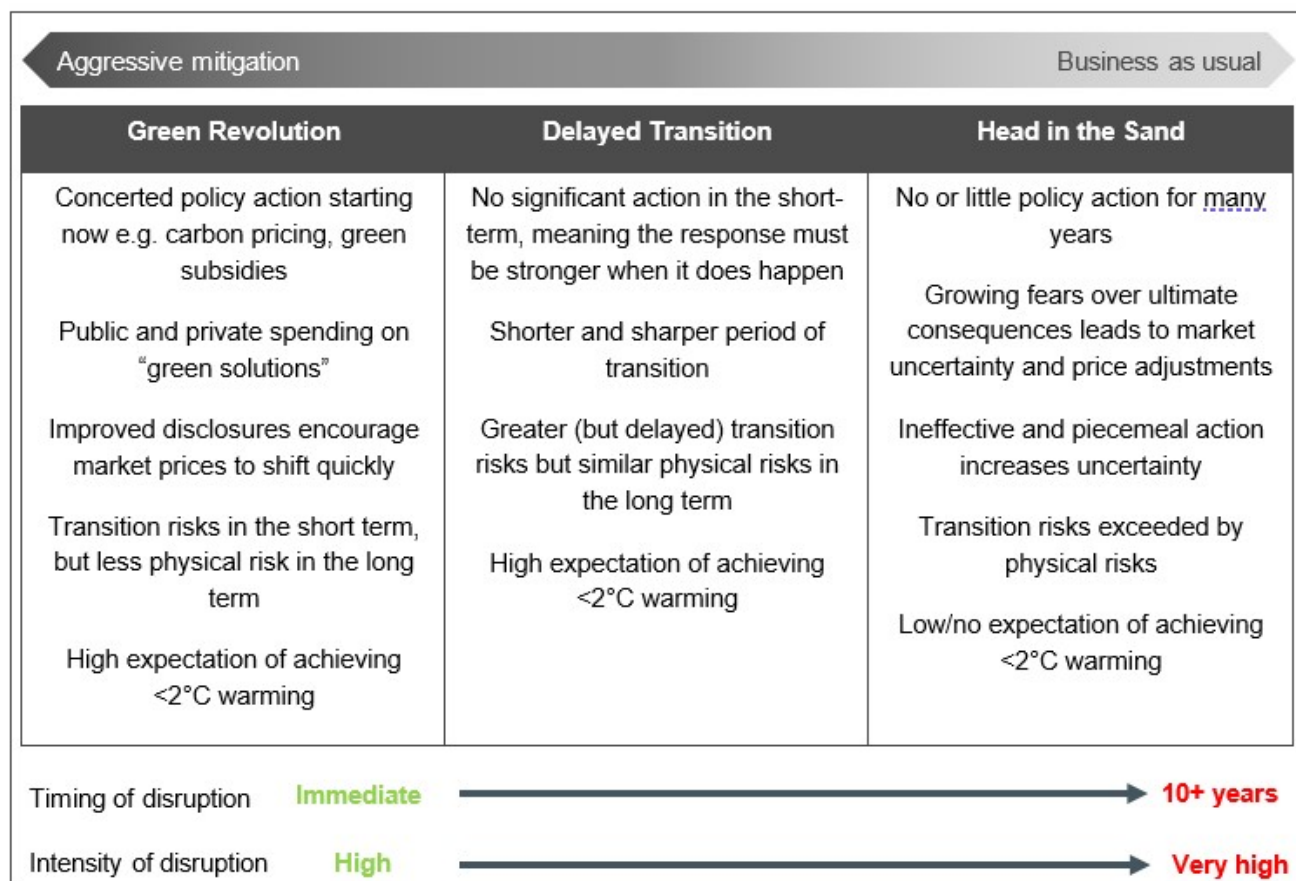 Aggressive mitigation
Business as usual
Green Revolution
Delayed Transition
Head in the Sand
Concerted policy action starting
now e.g. carbon pricing, green
subsidies
Public and private spending on
“green solutions”
Improved disclosures encourage
market prices to shift quickly
Transition risks in the short term,
but less physical risk in the long
term
High expectation of achieving
<2°C warming
No significant action in the short-
term, meaning the response must
be stronger when it does happen
Shorter and sharper period of
transition
Greater (but delayed) transition
risks but similar physical risks in
the long term
High expectation of achieving
<2°C warming
No or little policy action for many
years
Growing fears over ultimate
consequences leads to market
uncertainty and price adjustments
Ineffective and piecemeal action
increases uncertainty
Transition risks exceeded by
physical risks
Low/no expectation of achieving
<2°C warming
Timing of disruption
Immediate
10+ years
Intensity of disruption
High
Very high